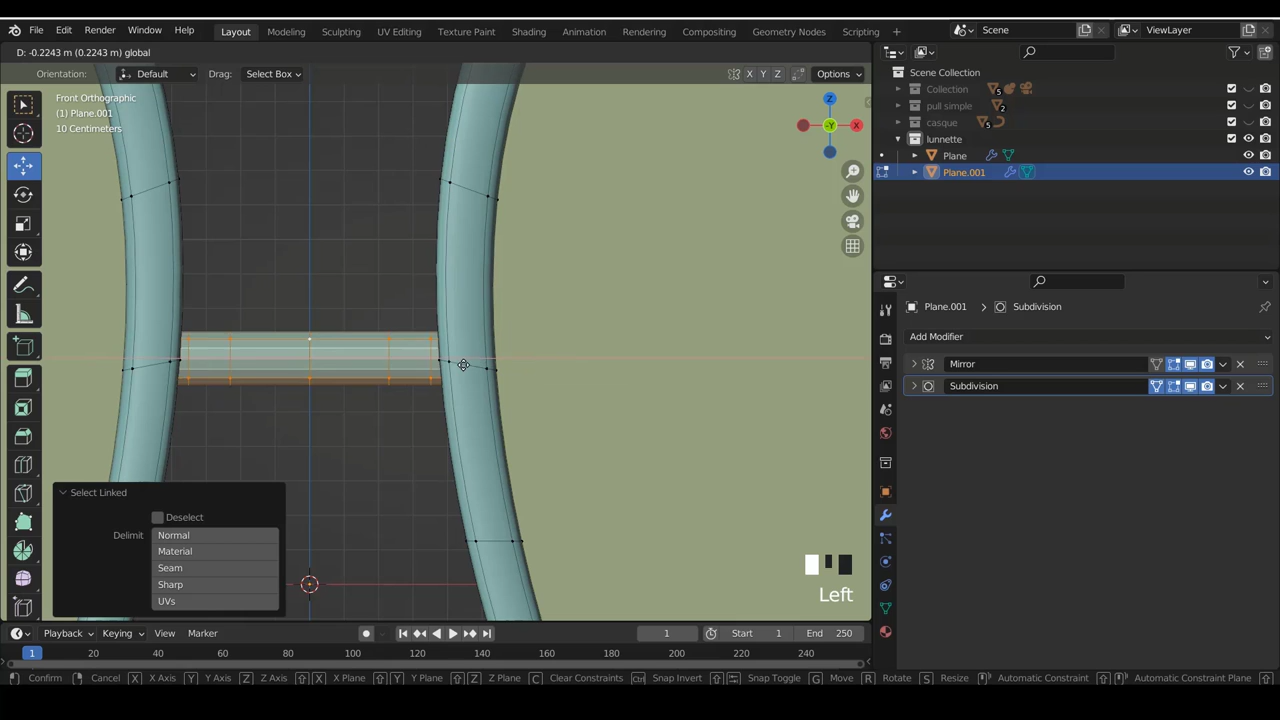 File Edit Render Window Help Layout Modeling Sculpting UV Editing Texture Paint Shading Animation Rendering Compositing Geometry Nodes Scripting Scene ViewLayer
D: -0.2243 m (0.2243 m) global
Orientation: Default Drag: Select Box X Y Z Options
Scene Collection
Front Orthographic
(1) Plane.001
10 Centimeters
Collection 5
pull simple 2
casque 5
lunnette
Plane
Plane.001
Z
-Y
X
Plane.001 > Subdivision
Add Modifier
Mirror
Subdivision
Select Linked
Deselect
Delimit Normal
Material
Seam
Sharp
UVs
Left
Playback Keying View Marker 1 Start 1 End 250
1 20 40 60 80 100 120 140 160 180 200 220 240
Confirm Cancel X X Axis Y Y Axis Z Z Axis X X Plane Y Y Plane Z Z Plane C Clear Constraints Ctrl Snap Invert Snap Toggle G Move R Rotate S Resize Automatic Constraint Automatic Constraint Plane